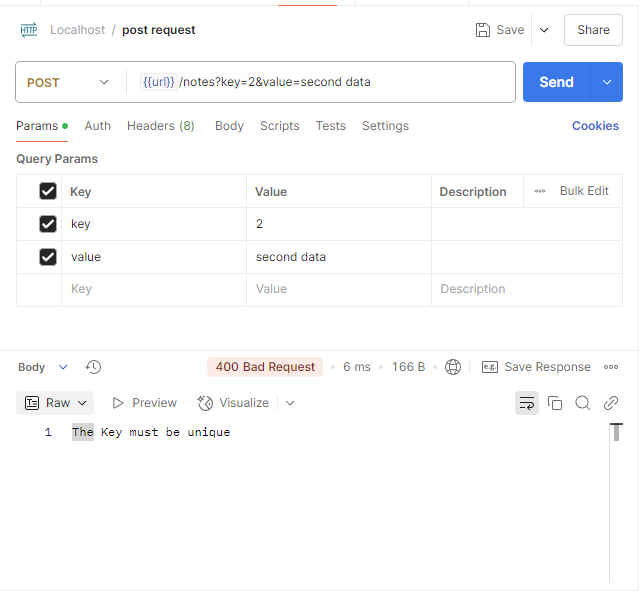 HTTP Localhost / post request Save Share
POST {{url}} /notes?key=2&value=second data Send
Params Auth Headers (8) Body Scripts Tests Settings Cookies
Query Params
Key Value Description Bulk Edit
key 2
value second data
Key Value Description
Body 400 Bad Request 6 ms 166 B e.g. Save Response
Raw Preview Visualize
1 The Key must be unique